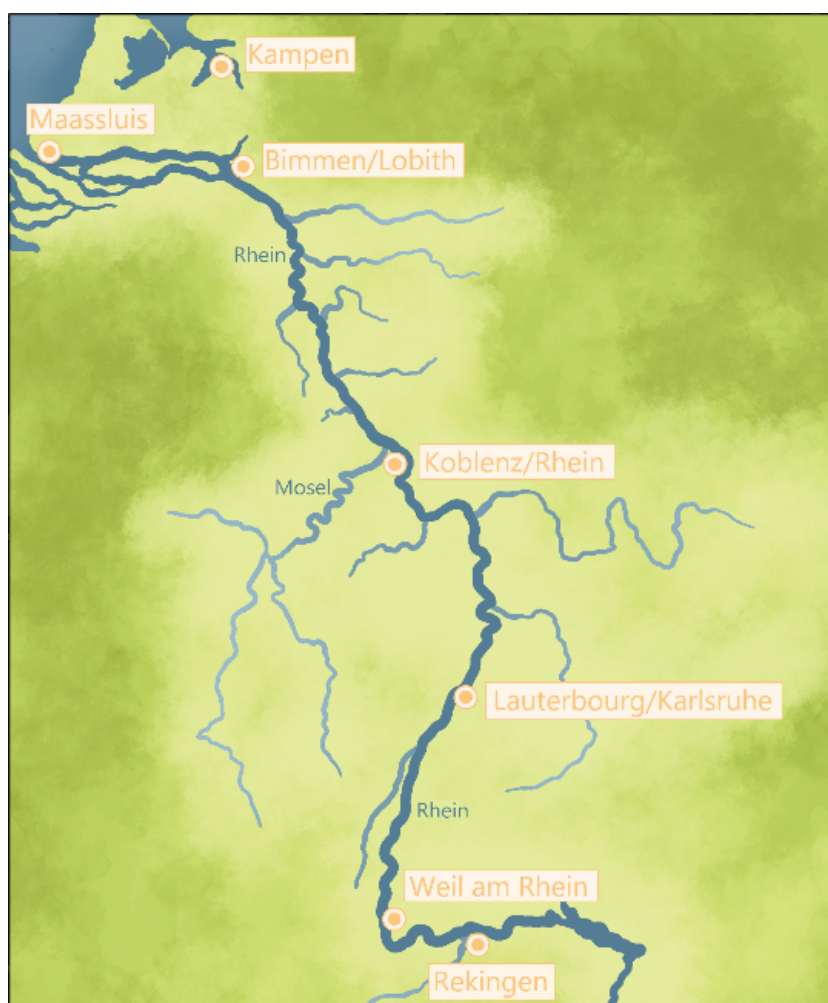 Kampen
Maassluis
Bimmen/Lobith
Rhein
Koblenz/Rhein
Mosel
Lauterbourg/Karlsruhe
Rhein
Weil am Rhein
Rekingen